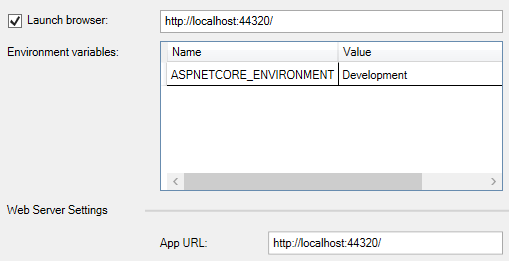 Launch browser: http://localhost:44320/
Environment variables:
Name Value
ASPNETCORE_ENVIRONMENT Development
Web Server Settings
App URL: http://localhost:44320/